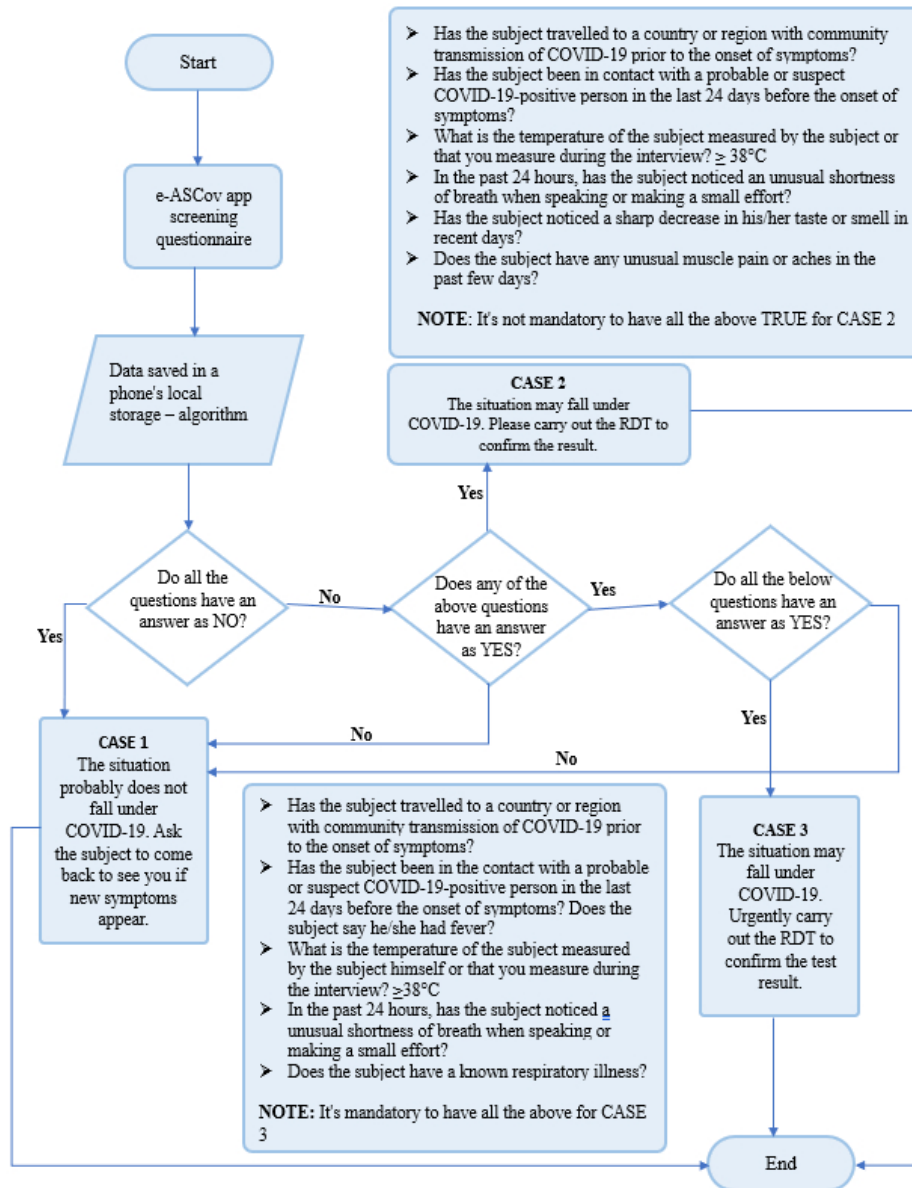 Start
e-ASCov app
screening
questionnaire
Data saved in a
phone's local
storage – algorithm
➤ Has the subject travelled to a country or region with community
transmission of COVID-19 prior to the onset of symptoms?
➤ Has the subject been in contact with a probable or suspect
COVID-19-positive person in the last 24 days before the onset of
symptoms?
➤ What is the temperature of the subject measured by the subject or
that you measure during the interview? ≥ 38°C
➤ In the past 24 hours, has the subject noticed an unusual shortness
of breath when speaking or making a small effort?
➤ Has the subject noticed a sharp decrease in his/her taste or smell in
recent days?
➤ Does the subject have any unusual muscle pain or aches in the
past few days?
NOTE: It's not mandatory to have all the above TRUE for CASE 2
CASE 2
The situation may fall under
COVID-19. Please carry out the RDT to
confirm the result.
Yes
Do all the
questions have an
answer as NO?
No
Does any of the
above questions
have an answer
as YES?
Yes
Do all the below
questions have an
answer as YES?
Yes
No
Yes
No
CASE 1
The situation
probably does not
fall under
COVID-19. Ask
the subject to come
back to see you if
new symptoms
appear.
➤ Has the subject travelled to a country or region
with community transmission of COVID-19 prior
to the onset of symptoms?
➤ Has the subject been in the contact with a probable
or suspect COVID-19-positive person in the last
24 days before the onset of symptoms? Does the
subject say he/she had fever?
➤ What is the temperature of the subject measured
by the subject himself or that you measure during
the interview? ≥38°C
➤ In the past 24 hours, has the subject noticed a
unusual shortness of breath when speaking or
making a small effort?
➤ Does the subject have a known respiratory illness?
NOTE: It's mandatory to have all the above for CASE
3
CASE 3
The situation may
fall under
COVID-19.
Urgently carry
out the RDT to
confirm the test
result.
End